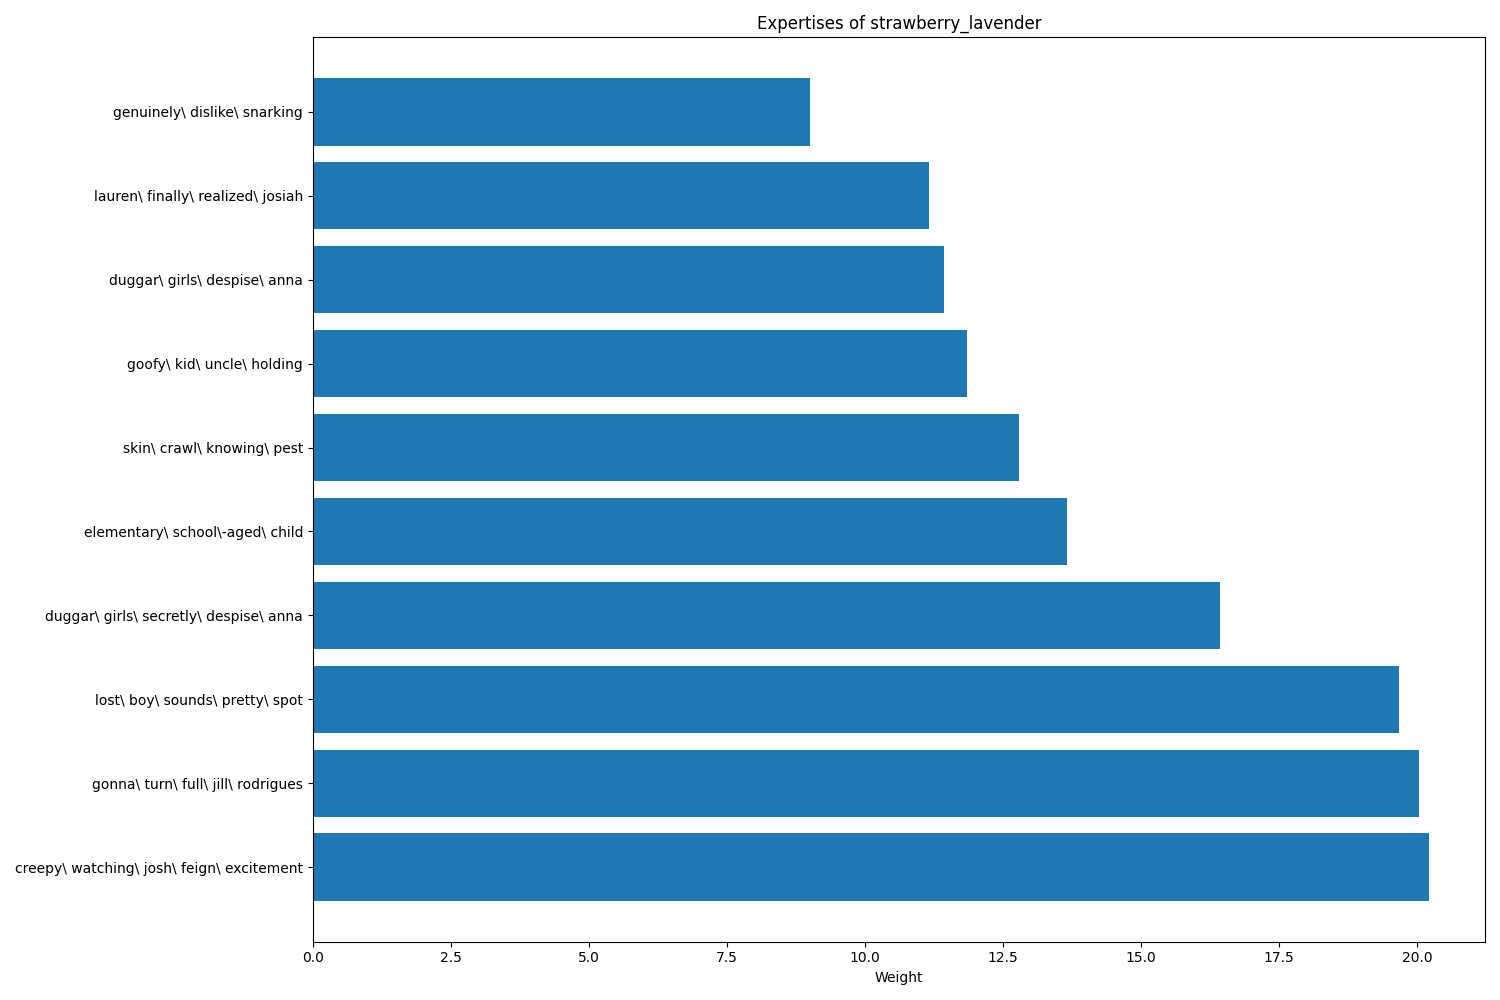 Expertises of strawberry_lavender
genuinely\ dislike\ snarking
lauren\ finally\ realized\ josiah
duggar\ girls\ despise\ anna
goofy\ kid\ uncle\ holding
skin\ crawl\ knowing\ pest
elementary\ school\-aged\ child
duggar\ girls\ secretly\ despise\ anna
lost\ boy\ sounds\ pretty\ spot
gonna\ turn\ full\ jill\ rodrigues
creepy\ watching\ josh\ feign\ excitement
0.0 2.5 5.0 7.5 10.0 12.5 15.0 17.5 20.0
Weight